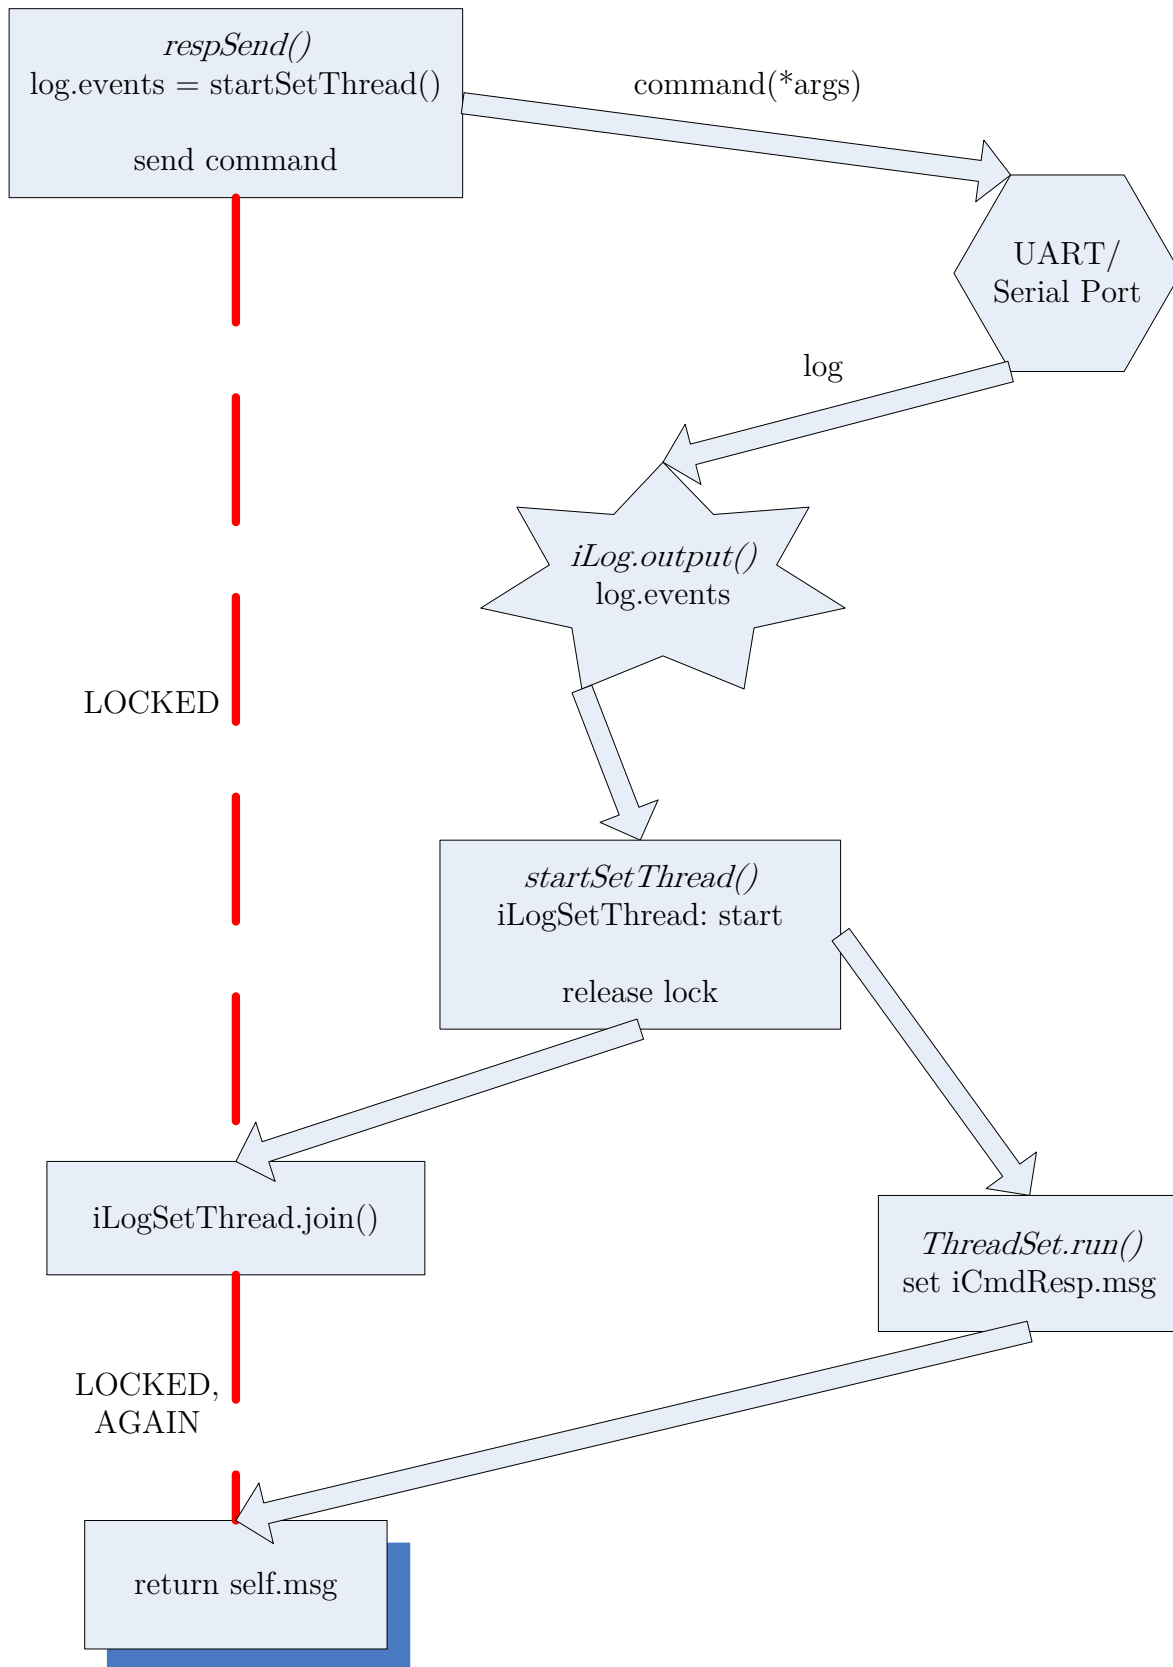 respSend()
log.events = startSetThread()
send command
command(*args)
UART/
Serial Port
log
iLog.output()
log.events
LOCKED
startSetThread()
iLogSetThread: start
release lock
iLogSetThread.join()
ThreadSet.run()
set iCmdResp.msg
LOCKED,
AGAIN
return self.msg